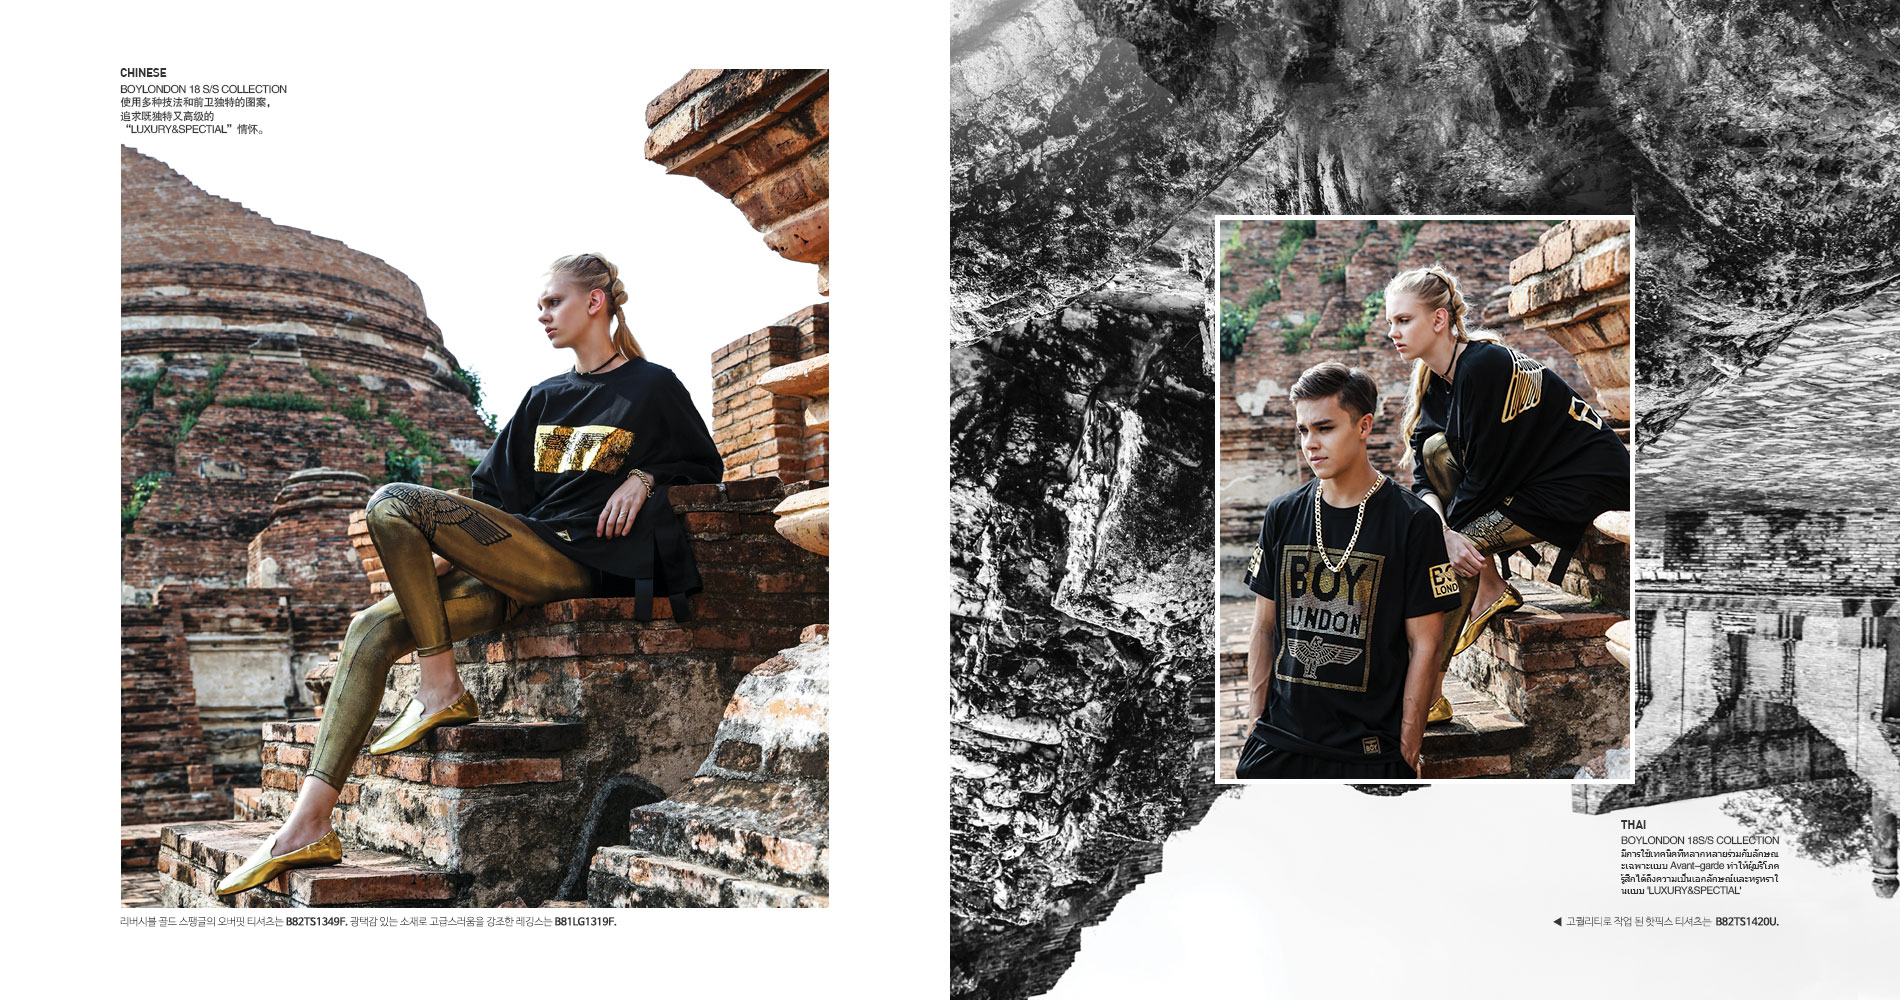 CHINESE
BOYLONDON 18 S/S COLLECTION
使用多种技法和前卫独特的图案，
追求既独特又高级的
“LUXURY&SPECTIAL”情怀。
리버시블 골드 스팽글의 오버핏 티셔츠는 B82TS1349F. 광택감 있는 소재로 고급스러움을 강조한 레깅스는 B81LG1319F.
BOY
LONDON
BOY
THAI
BOYLONDON 18S/S COLLECTION
มีการใช้เทคนิคที่หลากหลายร่วมกับลักษณ
ะเฉพาะแบบ Avant-garde ทำให้ผู้บริโภค
รู้สึกได้ถึงความเป็นเอกลักษณ์และหรูหราใ
นแบบ 'LUXURY&SPECTIAL'
◀ 고퀄리티로 작업 된 핫픽스 티셔츠는 B82TS1420U.